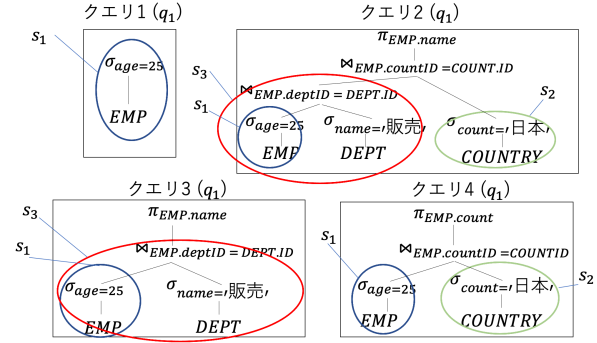 クエリ1 (q₁)
s₁
σage=25
EMP
クエリ2 (q₁)
πEMP.name
⋈EMP.countID =COUNT.ID
s₃
⋈EMP.deptID = DEPT.ID
s₂
s₁
σage=25
σname=′販売′
σcount=′日本′
EMP
DEPT
COUNTRY
クエリ3 (q₁)
s₃
πEMP.name
s₁
⋈EMP.deptID = DEPT.ID
σage=25
σname=′販売′
EMP
DEPT
クエリ4 (q₁)
πEMP.count
s₁
⋈EMP.countID =COUNTID
σage=25
σcount=′日本′
s₂
EMP
COUNTRY